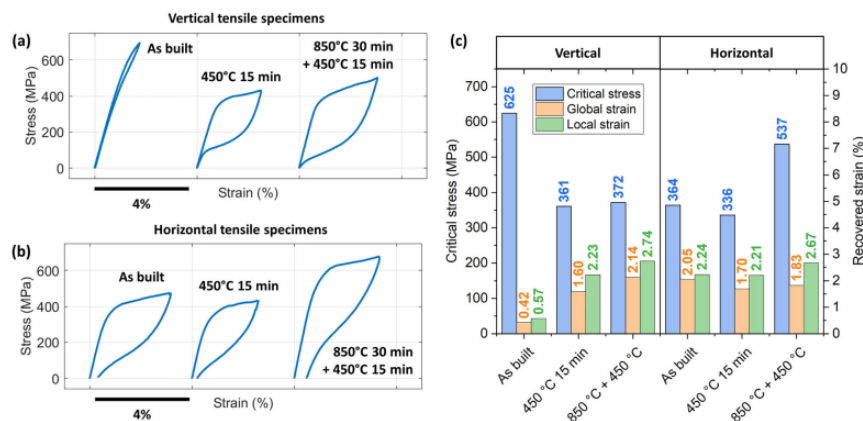 Vertical tensile specimens
(a)
600
400
200
0
Stress (MPa)
As built
450°C 15 min
850°C 30 min
+ 450°C 15 min
4%
Strain (%)
Horizontal tensile specimens
(b)
600
400
200
0
Stress (MPa)
As built
450°C 15 min
850°C 30 min
+ 450°C 15 min
4%
Strain (%)
(c)
Vertical
Horizontal
Critical stress
Global strain
Local strain
Critical stress (MPa)
700
600
500
400
300
200
100
0
Recovered strain (%)
10
9
8
7
6
5
4
3
2
1
0
625
0.42
0.57
361
1.60
2.23
372
2.14
2.74
364
2.05
2.24
336
1.70
2.21
537
1.83
2.67
As built
450 °C 15 min
850 °C + 450 °C
As built
450 °C 15 min
850 °C + 450 °C